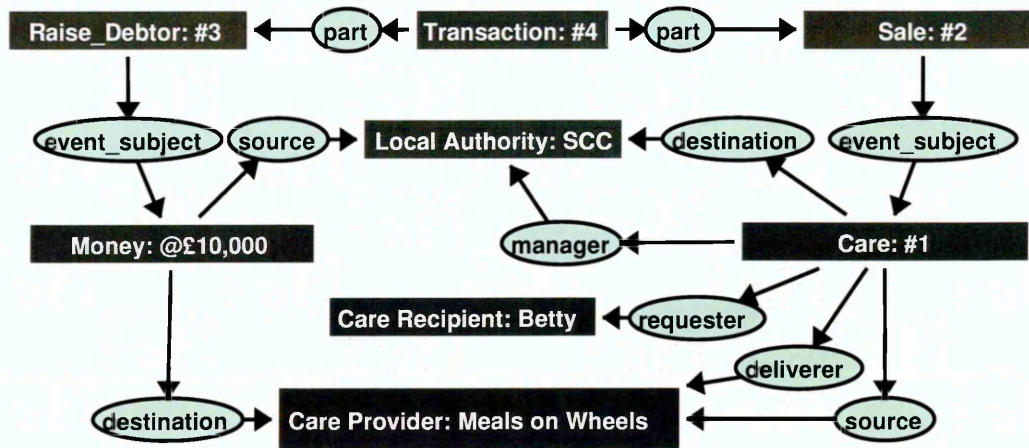 Raise_Debtor: #3
part
Transaction: #4
part
Sale: #2
event_subject
source
Local Authority: SCC
destination
event_subject
Money: @£10,000
manager
Care: #1
Care Recipient: Betty
requester
deliverer
destination
Care Provider: Meals on Wheels
source